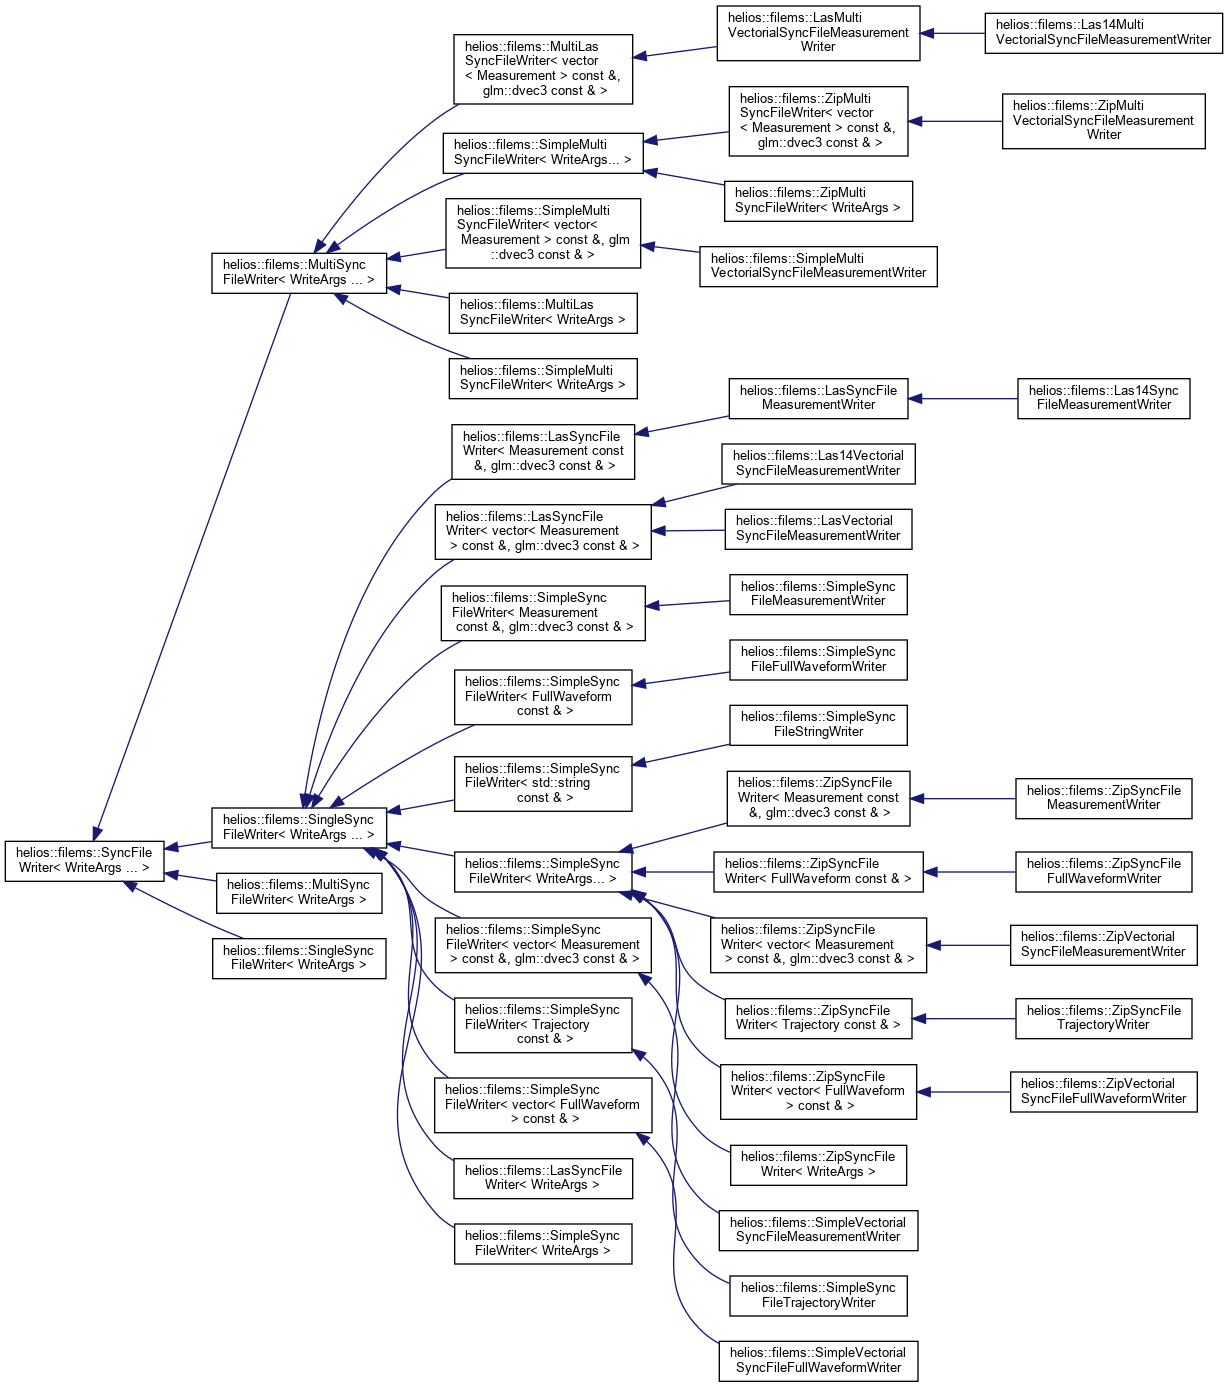 helios::filems::LasMulti
VectorialSyncFileMeasurement
Writer
helios::filems::Las14Multi
VectorialSyncFileMeasurementWriter
helios::filems::MultiLas
SyncFileWriter< vector
< Measurement > const &,
glm::dvec3 const & >
helios::filems::ZipMulti
SyncFileWriter< vector
< Measurement > const &,
glm::dvec3 const & >
helios::filems::ZipMulti
VectorialSyncFileMeasurement
Writer
helios::filems::SimpleMulti
SyncFileWriter< WriteArgs... >
helios::filems::ZipMulti
SyncFileWriter< WriteArgs >
helios::filems::SimpleMulti
SyncFileWriter< vector<
Measurement > const &, glm
::dvec3 const & >
helios::filems::SimpleMulti
VectorialSyncFileMeasurementWriter
helios::filems::MultiSync
FileWriter< WriteArgs ... >
helios::filems::MultiLas
SyncFileWriter< WriteArgs >
helios::filems::SimpleMulti
SyncFileWriter< WriteArgs >
helios::filems::LasSyncFile
MeasurementWriter
helios::filems::Las14Sync
FileMeasurementWriter
helios::filems::LasSyncFile
Writer< Measurement const
&, glm::dvec3 const & >
helios::filems::Las14Vectorial
SyncFileMeasurementWriter
helios::filems::LasSyncFile
Writer< vector< Measurement
> const &, glm::dvec3 const & >
helios::filems::LasVectorial
SyncFileMeasurementWriter
helios::filems::SimpleSync
FileWriter< Measurement
const &, glm::dvec3 const & >
helios::filems::SimpleSync
FileMeasurementWriter
helios::filems::SimpleSync
FileFullWaveformWriter
helios::filems::SimpleSync
FileWriter< FullWaveform
const & >
helios::filems::SimpleSync
FileStringWriter
helios::filems::SimpleSync
FileWriter< std::string
const & >
helios::filems::ZipSyncFile
Writer< Measurement const
&, glm::dvec3 const & >
helios::filems::ZipSyncFile
MeasurementWriter
helios::filems::SingleSync
FileWriter< WriteArgs ... >
helios::filems::SyncFile
Writer< WriteArgs ... >
helios::filems::SimpleSync
FileWriter< WriteArgs... >
helios::filems::ZipSyncFile
Writer< FullWaveform const & >
helios::filems::ZipSyncFile
FullWaveformWriter
helios::filems::MultiSync
FileWriter< WriteArgs >
helios::filems::SingleSync
FileWriter< WriteArgs >
helios::filems::SimpleSync
FileWriter< vector< Measurement
> const &, glm::dvec3 const & >
helios::filems::ZipSyncFile
Writer< vector< Measurement
> const &, glm::dvec3 const & >
helios::filems::ZipVectorial
SyncFileMeasurementWriter
helios::filems::SimpleSync
FileWriter< Trajectory
const & >
helios::filems::ZipSyncFile
Writer< Trajectory const & >
helios::filems::ZipSyncFile
TrajectoryWriter
helios::filems::SimpleSync
FileWriter< vector< FullWaveform
> const & >
helios::filems::ZipSyncFile
Writer< vector< FullWaveform
> const & >
helios::filems::ZipVectorial
SyncFileFullWaveformWriter
helios::filems::LasSyncFile
Writer< WriteArgs >
helios::filems::ZipSyncFile
Writer< WriteArgs >
helios::filems::SimpleSync
FileWriter< WriteArgs >
helios::filems::SimpleVectorial
SyncFileMeasurementWriter
helios::filems::SimpleSync
FileTrajectoryWriter
helios::filems::SimpleVectorial
SyncFileFullWaveformWriter